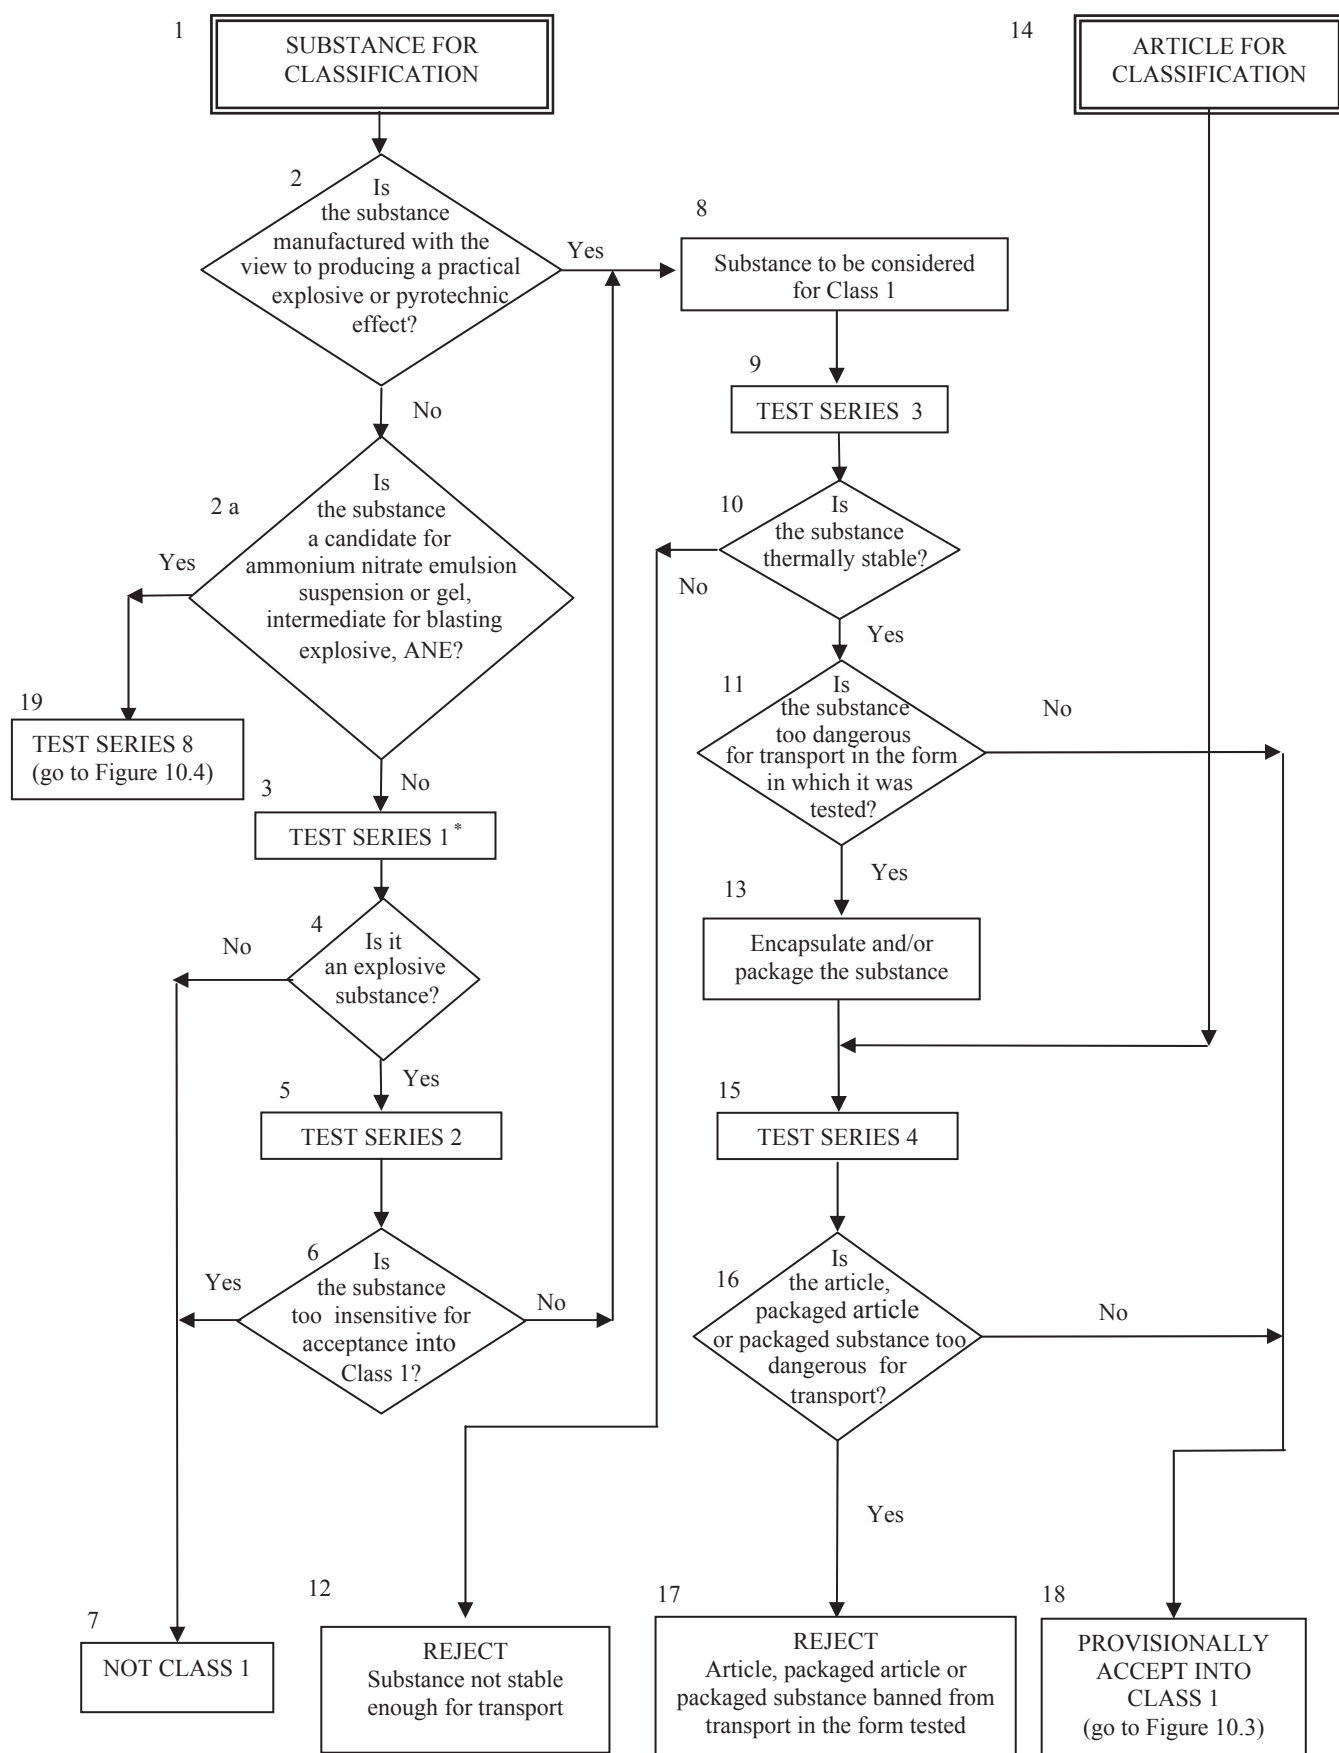 1
SUBSTANCE FOR
CLASSIFICATION
14
ARTICLE FOR
CLASSIFICATION
2
Is
the substance
manufactured with the
view to producing a practical
explosive or pyrotechnic
effect?
Yes
8
Substance to be considered
for Class 1
No
9
TEST SERIES 3
2 a
Is
the substance
a candidate for
ammonium nitrate emulsion
suspension or gel,
intermediate for blasting
explosive, ANE?
Yes
10
Is
the substance
thermally stable?
No
Yes
19
TEST SERIES 8
(go to Figure 10.4)
11
Is
the substance
too dangerous
for transport in the form
in which it was
tested?
No
No
3
TEST SERIES 1*
Yes
13
Encapsulate and/or
package the substance
4
Is it
an explosive
substance?
No
Yes
5
TEST SERIES 2
15
TEST SERIES 4
6
Is
the substance
too insensitive for
acceptance into
Class 1?
Yes
No
16
Is
the article,
packaged article
or packaged substance too
dangerous for
transport?
No
Yes
7
NOT CLASS 1
12
REJECT
Substance not stable
enough for transport
17
REJECT
Article, packaged article or
packaged substance banned from
transport in the form tested
18
PROVISIONALLY
ACCEPT INTO
CLASS 1
(go to Figure 10.3)